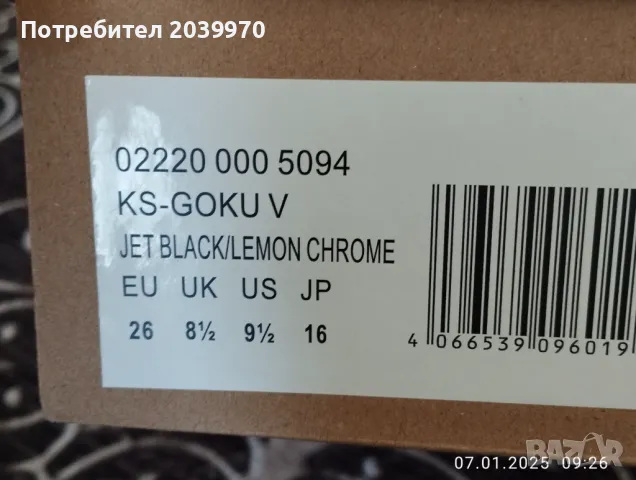 Потребител 2039970
02220 000 5094
KS-GOKU V
JET BLACK/LEMON CHROME
EU UK US JP
26 8½ 9½ 16
4 066539 096019
BAZAR
07.01.2025 09:26